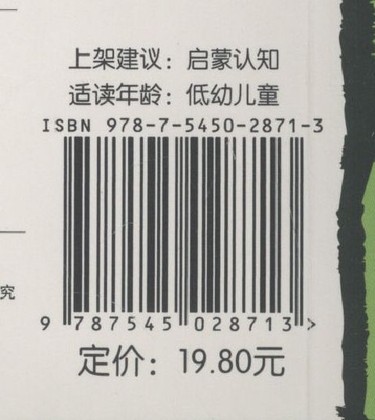 上架建议：启蒙认知
适读年龄：低幼儿童
ISBN 978-7-5450-2871-3
9 787545 028713 >
究
定价：19.80元